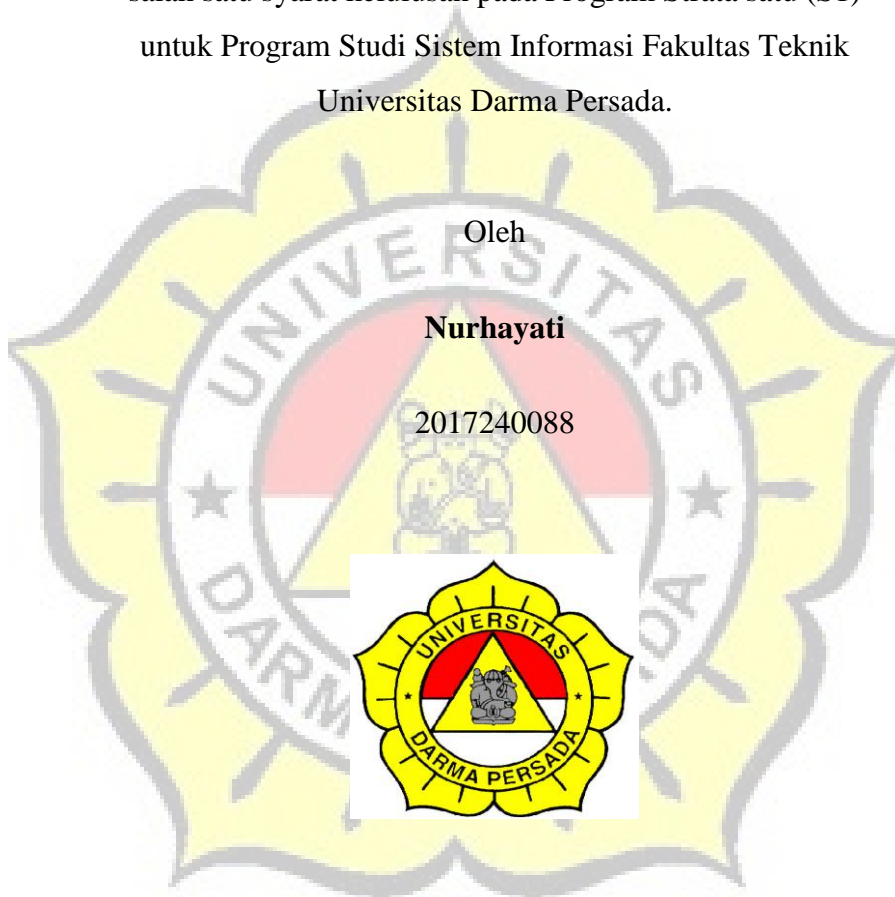 untuk Program Studi Sistem Informasi Fakultas Teknik
Universitas Darma Persada.
Oleh
Nurhayati
2017240088
UNIVERSITAS
DARMA PERSADA